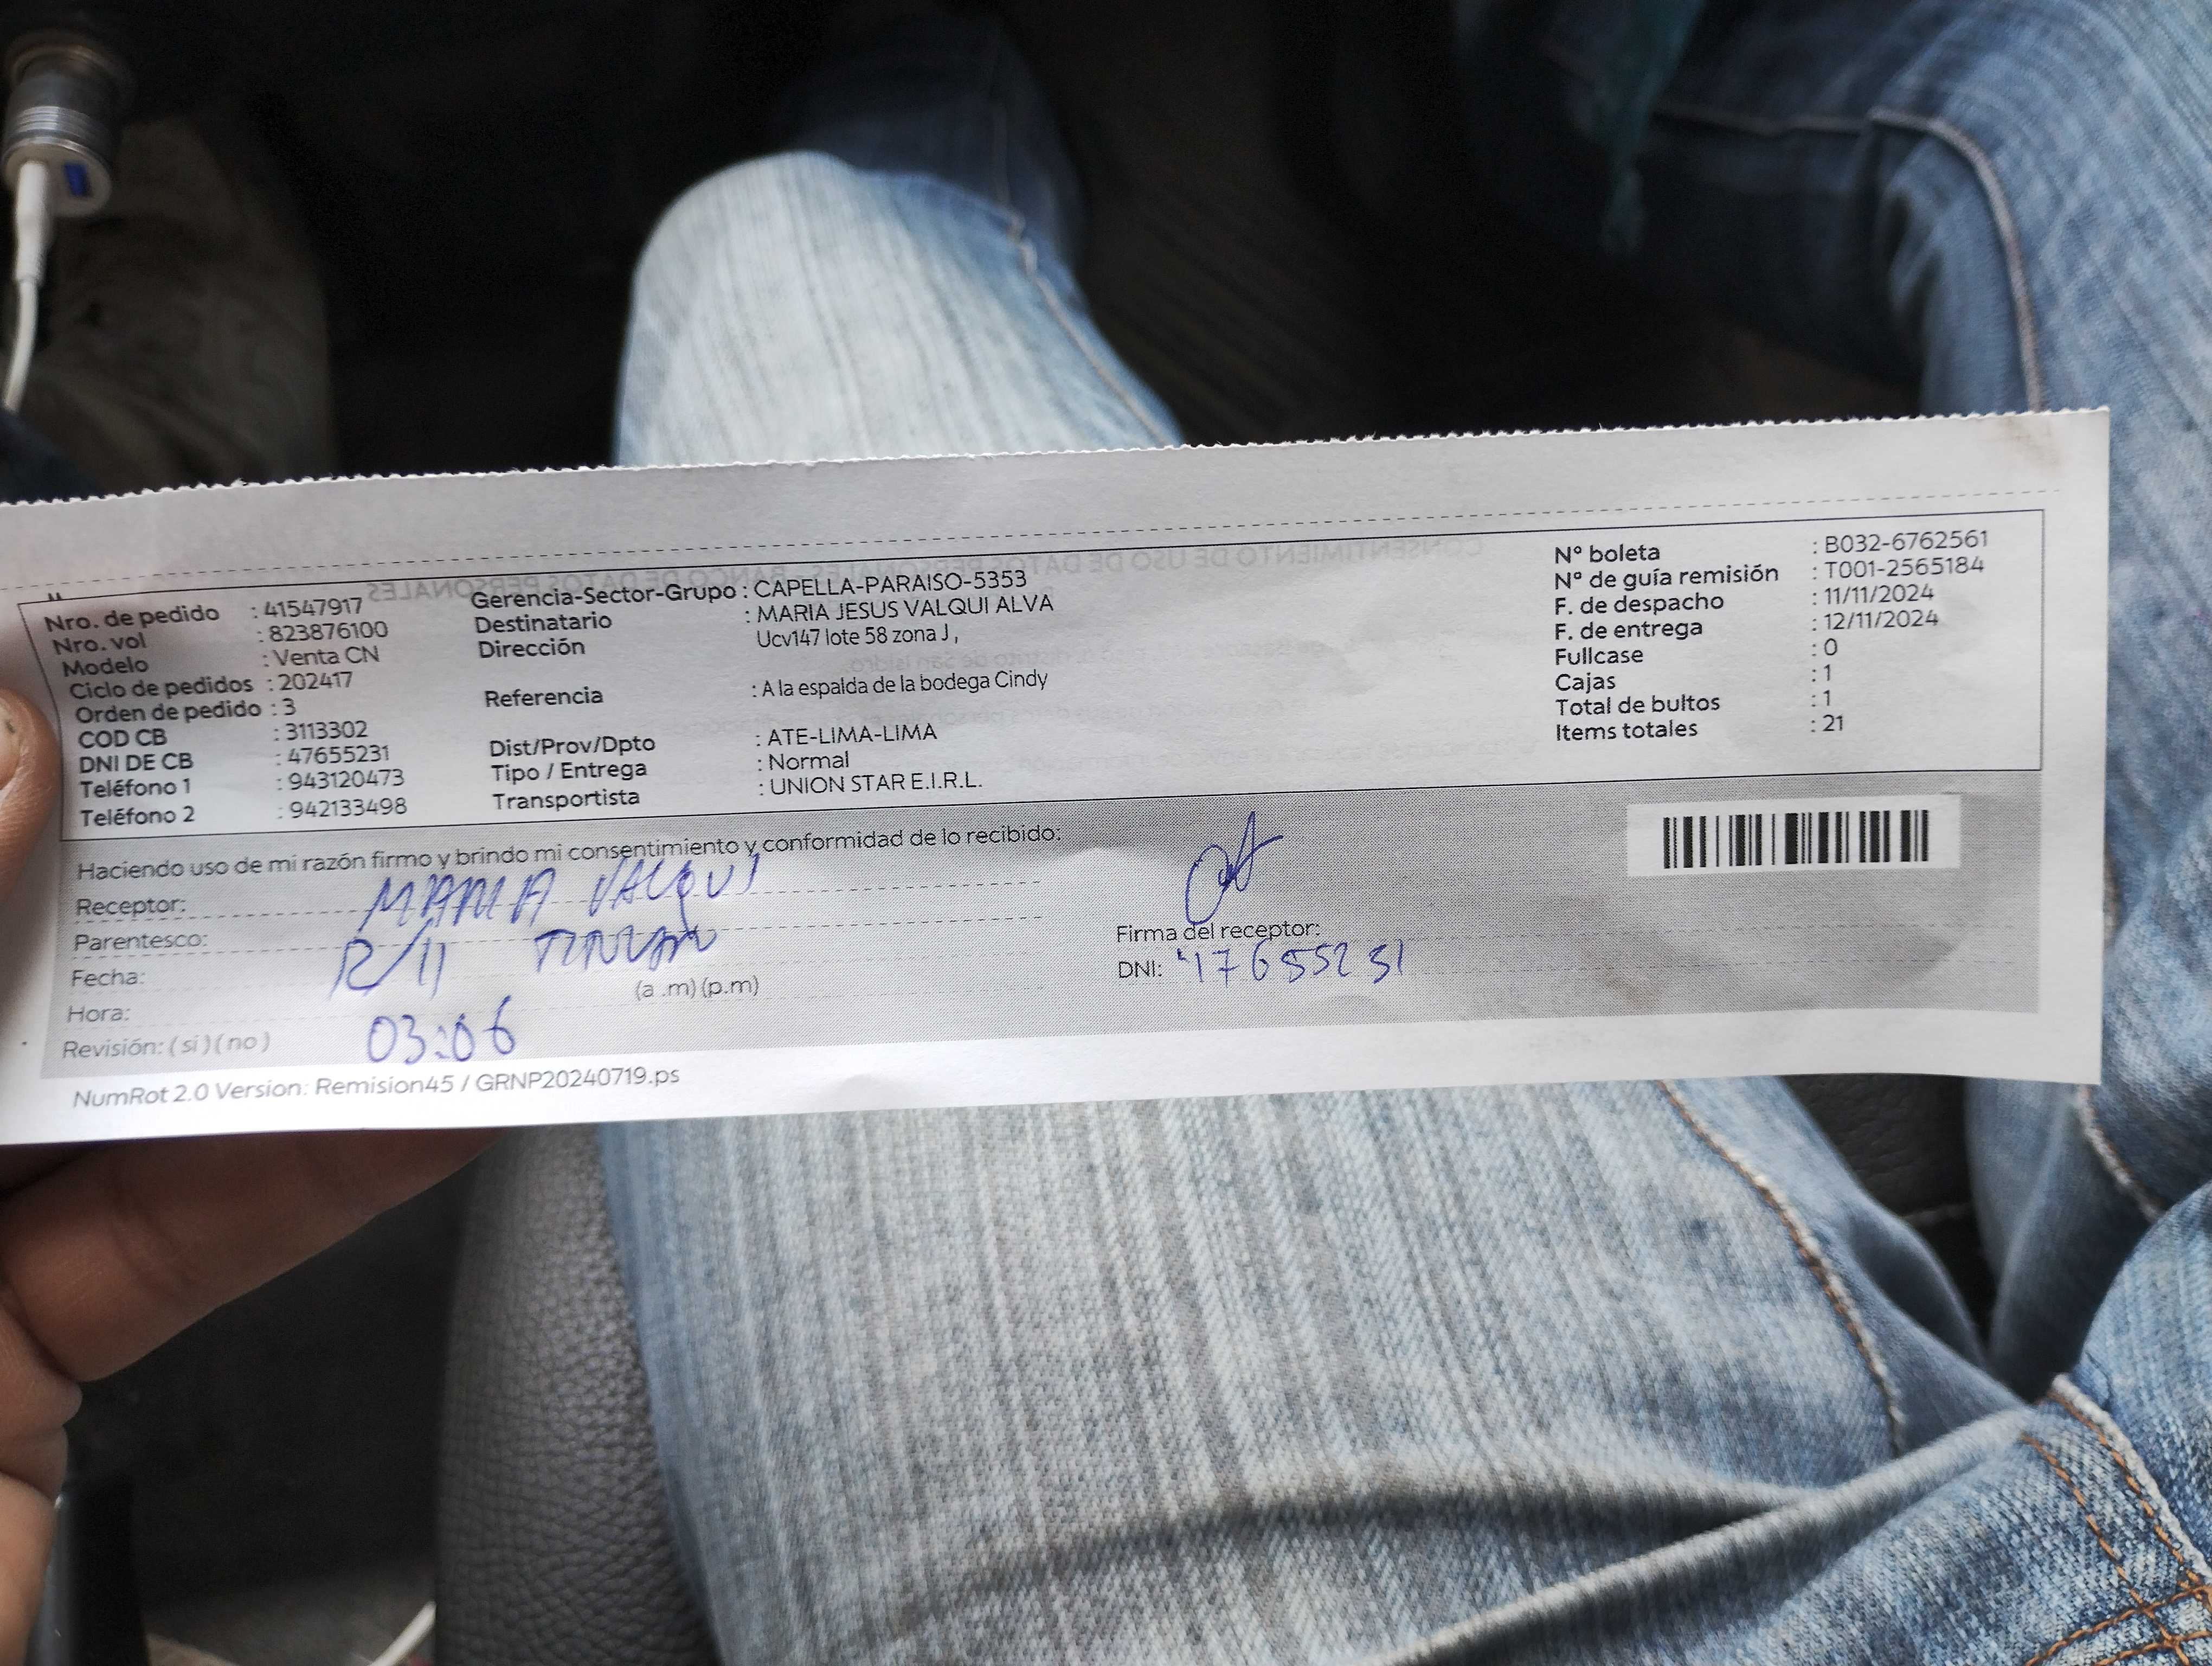 Nro. de pedido : 41547917
Nro. vol : 823876100
Modelo : Venta CN
Ciclo de pedidos : 202417
Orden de pedido : 3
COD CB : 3113302
DNI DE CB : 47655231
Teléfono 1 : 943120473
Teléfono 2 : 942133498
Gerencia-Sector-Grupo : CAPELLA-PARAISO-5353
Destinatario : MARIA JESUS VALQUI ALVA
Dirección Ucv147 lote 58 zona J ,
Referencia : A la espalda de la bodega Cindy
Dist/Prov/Dpto : ATE-LIMA-LIMA
Tipo / Entrega : Normal
Transportista : UNION STAR E.I.R.L.
N° boleta : B032-6762561
N° de guía remisión : T001-2565184
F. de despacho : 11/11/2024
F. de entrega : 12/11/2024
Fullcase : 0
Cajas : 1
Total de bultos : 1
Items totales : 21
Haciendo uso de mi razón firmo y brindo mi consentimiento y conformidad de lo recibido:
Receptor: MARIA VALQUI
Parentesco:
Fecha: 12/11
Hora: (a .m) (p.m)
Revisión: ( si ) ( no ) 03:06
Firma del receptor:
DNI: 47655231
NumRot 2.0 Version: Remision45 / GRNP20240719.ps